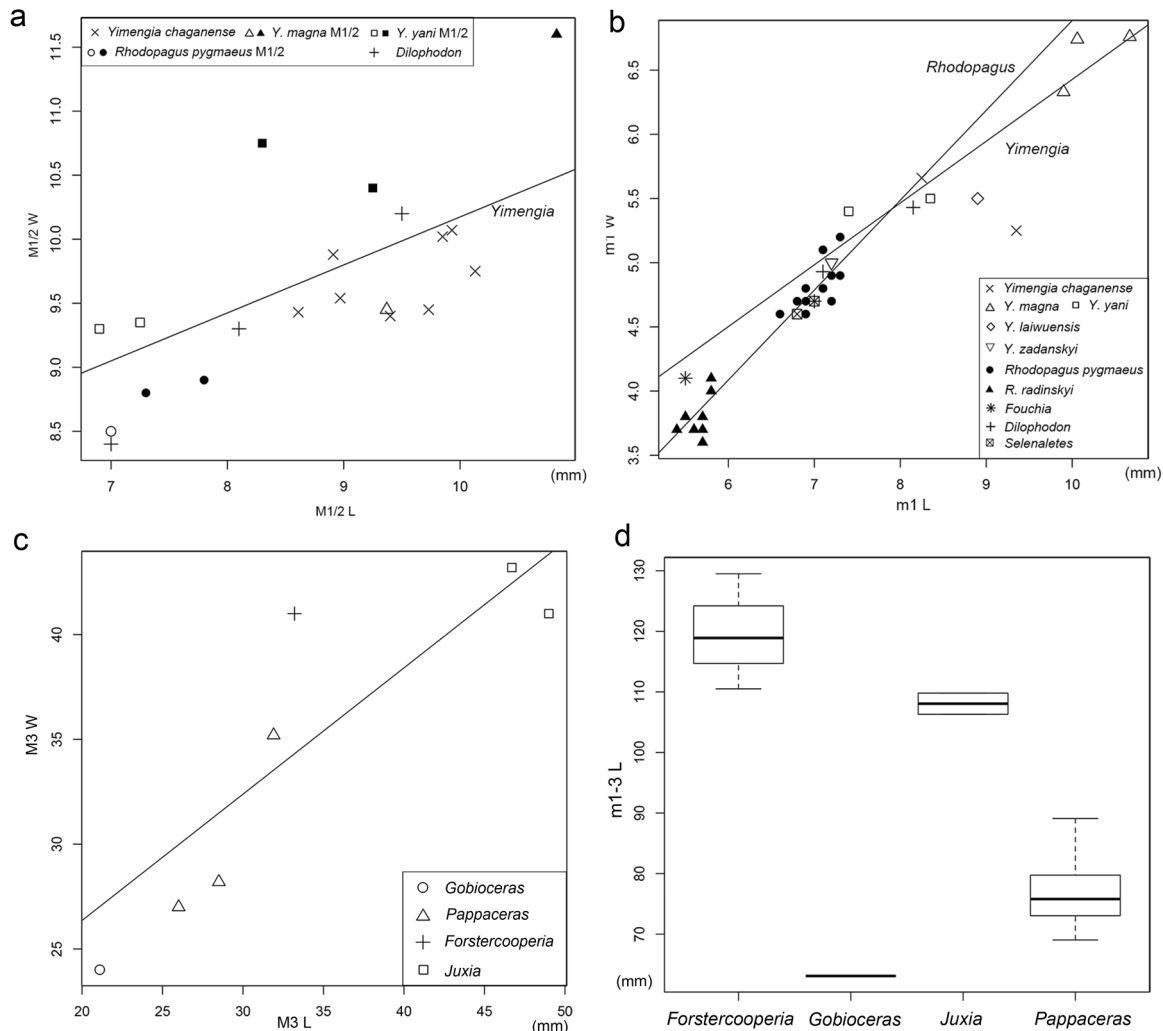 a
Yimengia chaganense Y. magna M1/2 Y. yani M1/2
Rhodopagus pygmaeus M1/2 Dilophodon
Yimengia
M1/2 W
8.5 9.0 9.5 10.0 10.5 11.0 11.5
7 8 9 10 (mm)
M1/2 L
b
Rhodopagus
Yimengia
m1 W
3.5 4.0 4.5 5.0 5.5 6.0 6.5
Yimengia chaganense
Y. magna Y. yani
Y. laiwuensis
Y. zadanskyi
Rhodopagus pygmaeus
R. radinskyi
Fouchia
Dilophodon
Selenaletes
6 7 8 9 10 (mm)
m1 L
c
M3 W
25 30 35 40
Gobioceras
Pappaceras
Forstercooperia
Juxia
20 25 30 35 40 45 50
M3 L (mm)
d
m1-3 L
70 80 90 100 110 120 130
(mm)
Forstercooperia Gobioceras Juxia Pappaceras